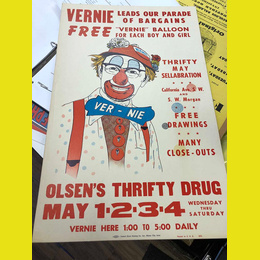 VERNIE LEADS OUR PARADE
OF BARGAINS
FREE "VERNIE" BALLOON
FOR EACH BOY AND GIRL
THRIFTY
MAY
SELLABRATION
California Ave. S. W.
and
S. W. Morgan
VER - NIE
FREE
DRAWINGS
MANY
CLOSE-OUTS
OLSEN'S THRIFTY DRUG
MAY 1·2·3·4 WEDNESDAY
THRU
SATURDAY
VERNIE HERE 1:00 TO 5:00 DAILY